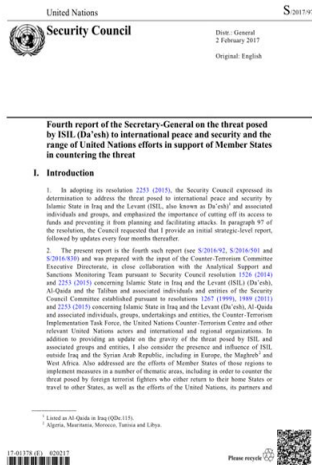 United Nations
S/2017/97
Security Council
Distr.: General
2 February 2017
Original: English
Fourth report of the Secretary-General on the threat posed
by ISIL (Da'esh) to international peace and security and the
range of United Nations efforts in support of Member States
in countering the threat
I. Introduction
1. In adopting its resolution 2253 (2015), the Security Council expressed its
determination to address the threat posed to international peace and security by
Islamic State in Iraq and the Levant (ISIL, also known as Da'esh)¹ and associated
individuals and groups, and emphasized the importance of cutting off its access to
funds and preventing it from planning and facilitating attacks. In paragraph 97 of
the resolution, the Council requested that I provide an initial strategic-level report,
followed by updates every four months thereafter.
2. The present report is the fourth such report (see S/2016/92, S/2016/501 and
S/2016/830) and was prepared with the input of the Counter-Terrorism Committee
Executive Directorate, in close collaboration with the Analytical Support and
Sanctions Monitoring Team pursuant to Security Council resolution 1526 (2014)
and 2253 (2015) concerning Islamic State in Iraq and the Levant (ISIL) (Da'esh),
Al-Qaida and the Taliban and associated individuals and entities of the Security
Council Committee established pursuant to resolutions 1267 (1999), 1989 (2011)
and 2253 (2015) concerning Islamic State in Iraq and the Levant (Da'esh), Al-Qaida
and associated individuals, groups, undertakings and entities, the Counter-Terrorism
Implementation Task Force, the United Nations Counter-Terrorism Centre and other
relevant United Nations actors and international and regional organizations. In
addition to providing an update on the gravity of the threat posed by ISIL and
associated groups and entities, I also consider the presence and influence of ISIL
outside Iraq and the Syrian Arab Republic, including in Europe, the Maghreb² and
West Africa. Also addressed are the efforts of Member States of those regions to
implement measures in a number of thematic areas, including in order to counter the
threat posed by foreign terrorist fighters who either return to their home States or
travel to other States, as well as the efforts of the United Nations, its partners and
¹ Listed as Al-Qaida in Iraq (QDe.115).
² Algeria, Mauritania, Morocco, Tunisia and Libya.
17-01378 (E) 020217
Please recycle